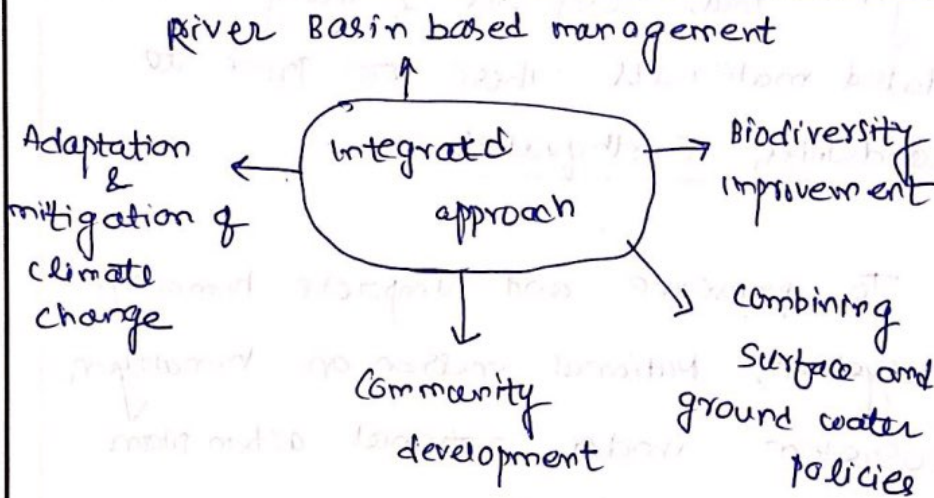 River Basin based management
Integrated
approach
Adaptation
&
mitigation of
climate
change
Biodiversity
improvement
Combining
Surface and
ground water
policies
Community
development